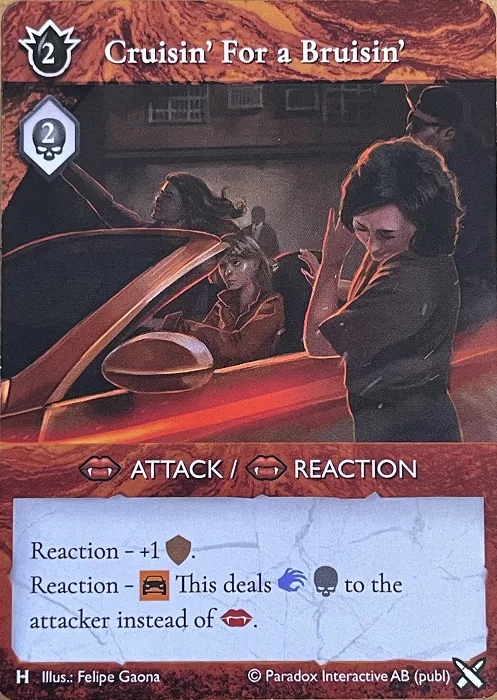 2
Cruisin' For a Bruisin'
2
ATTACK / REACTION
Reaction - +1 .
Reaction - This deals to the
attacker instead of .
H Illus.: Felipe Gaona © Paradox Interactive AB (publ)